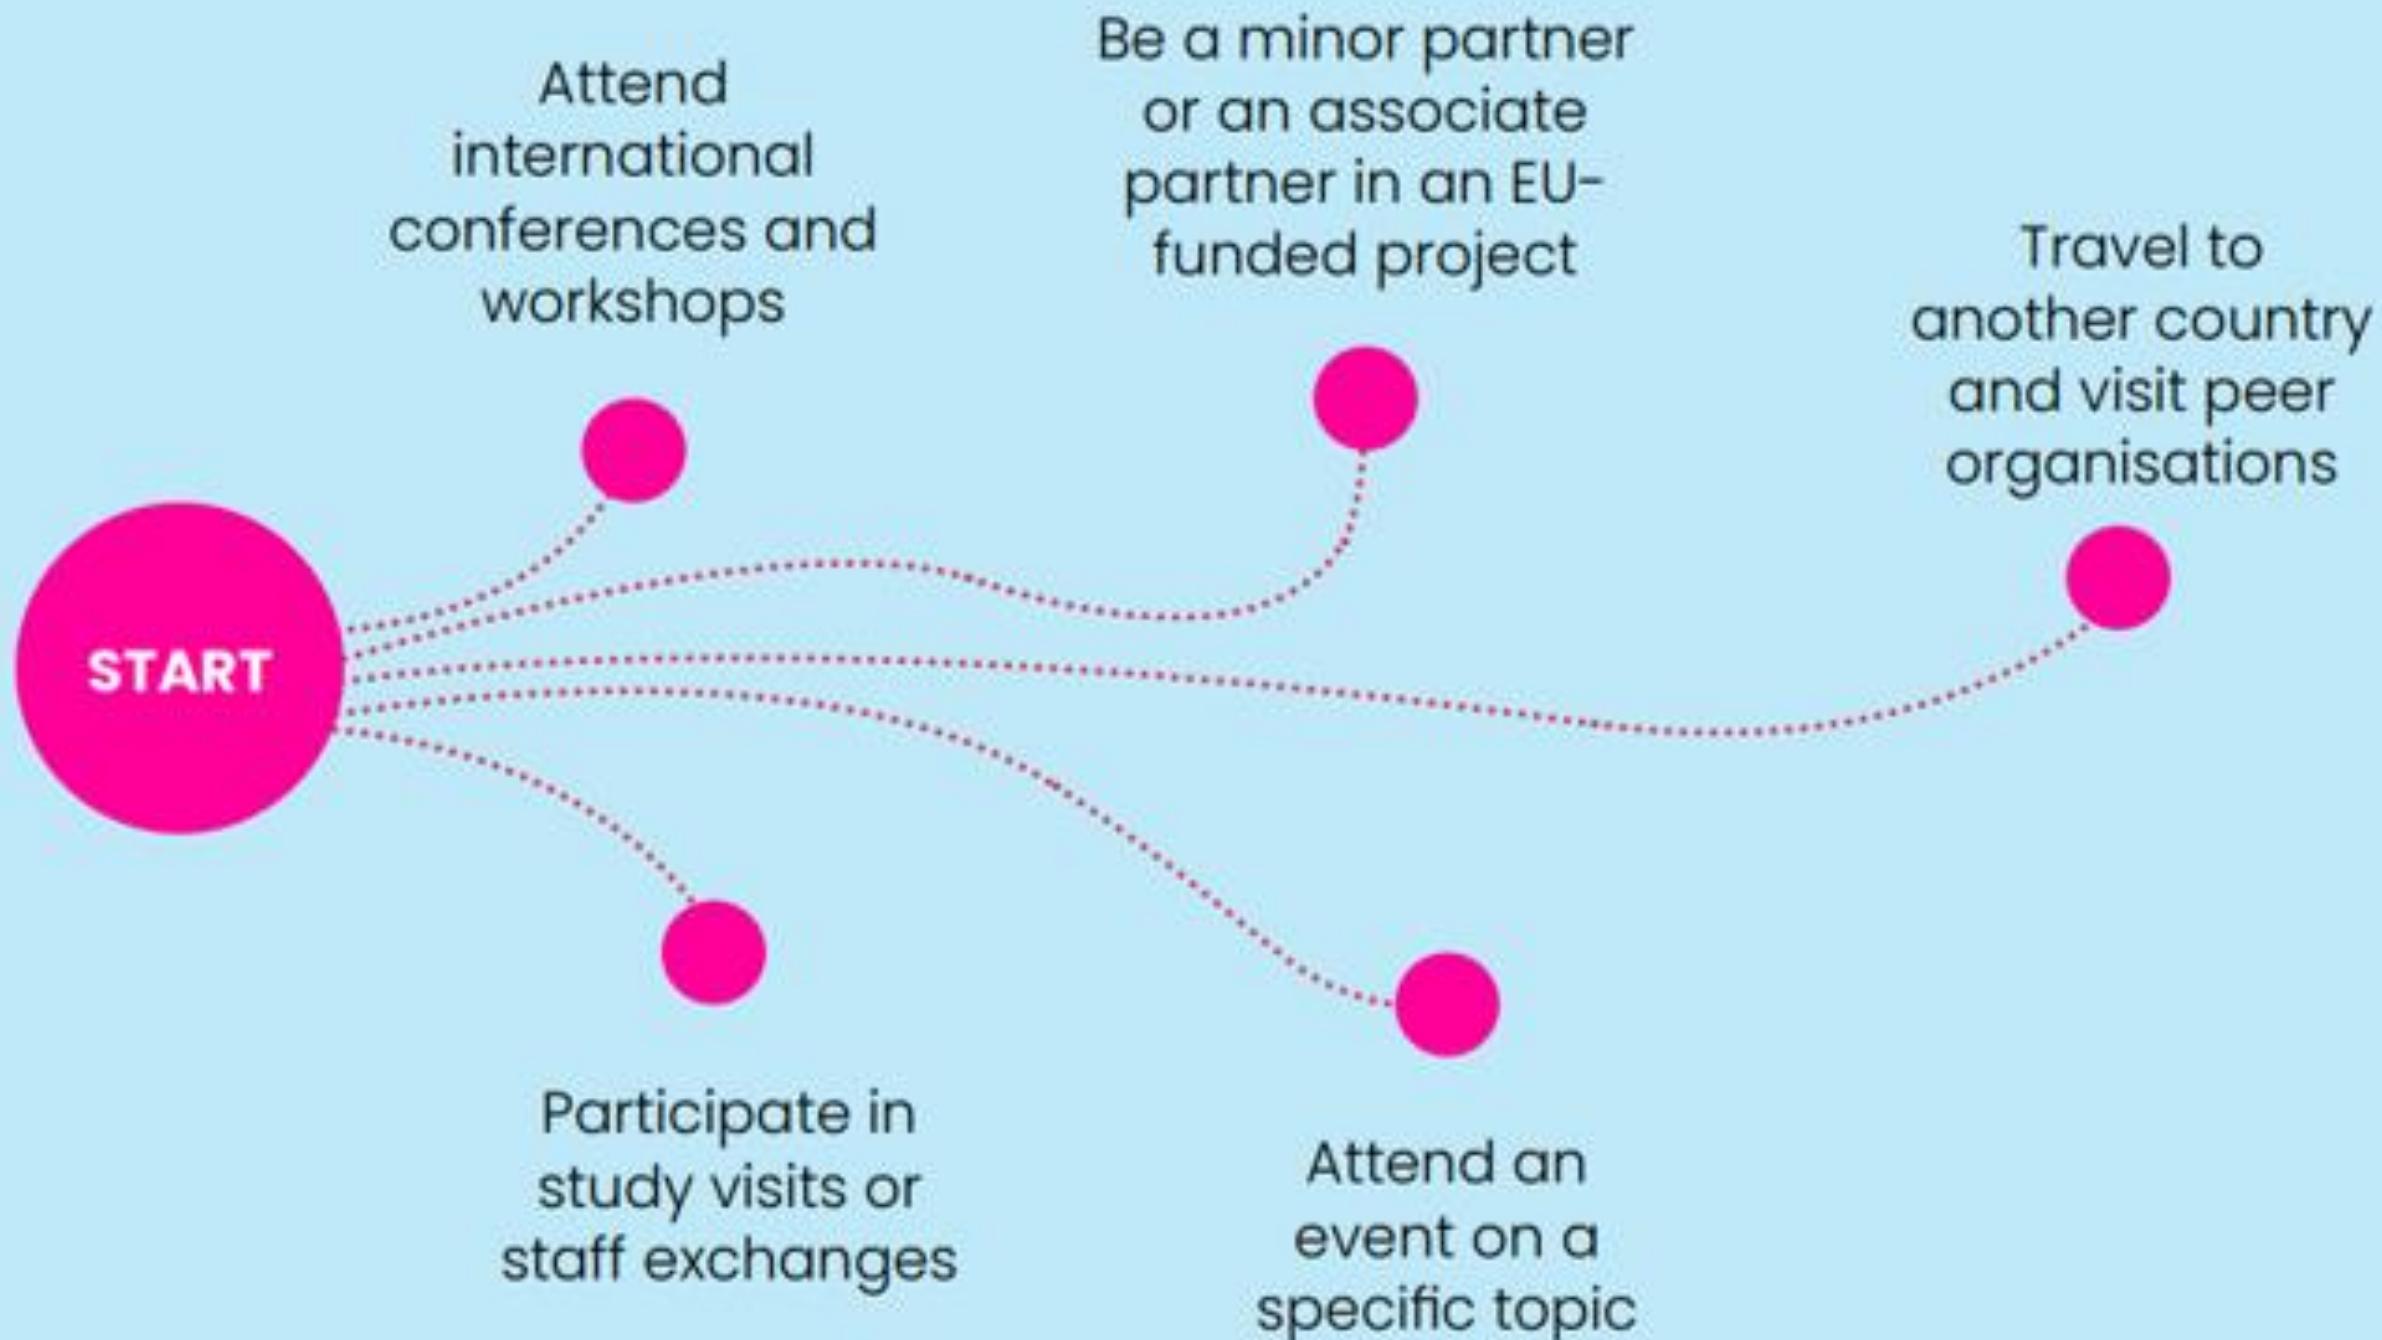 Attend
international
conferences and
workshops
Be a minor partner
or an associate
partner in an EU-
funded project
Travel to
another country
and visit peer
organisations
START
Participate in
study visits or
staff exchanges
Attend an
event on a
specific topic